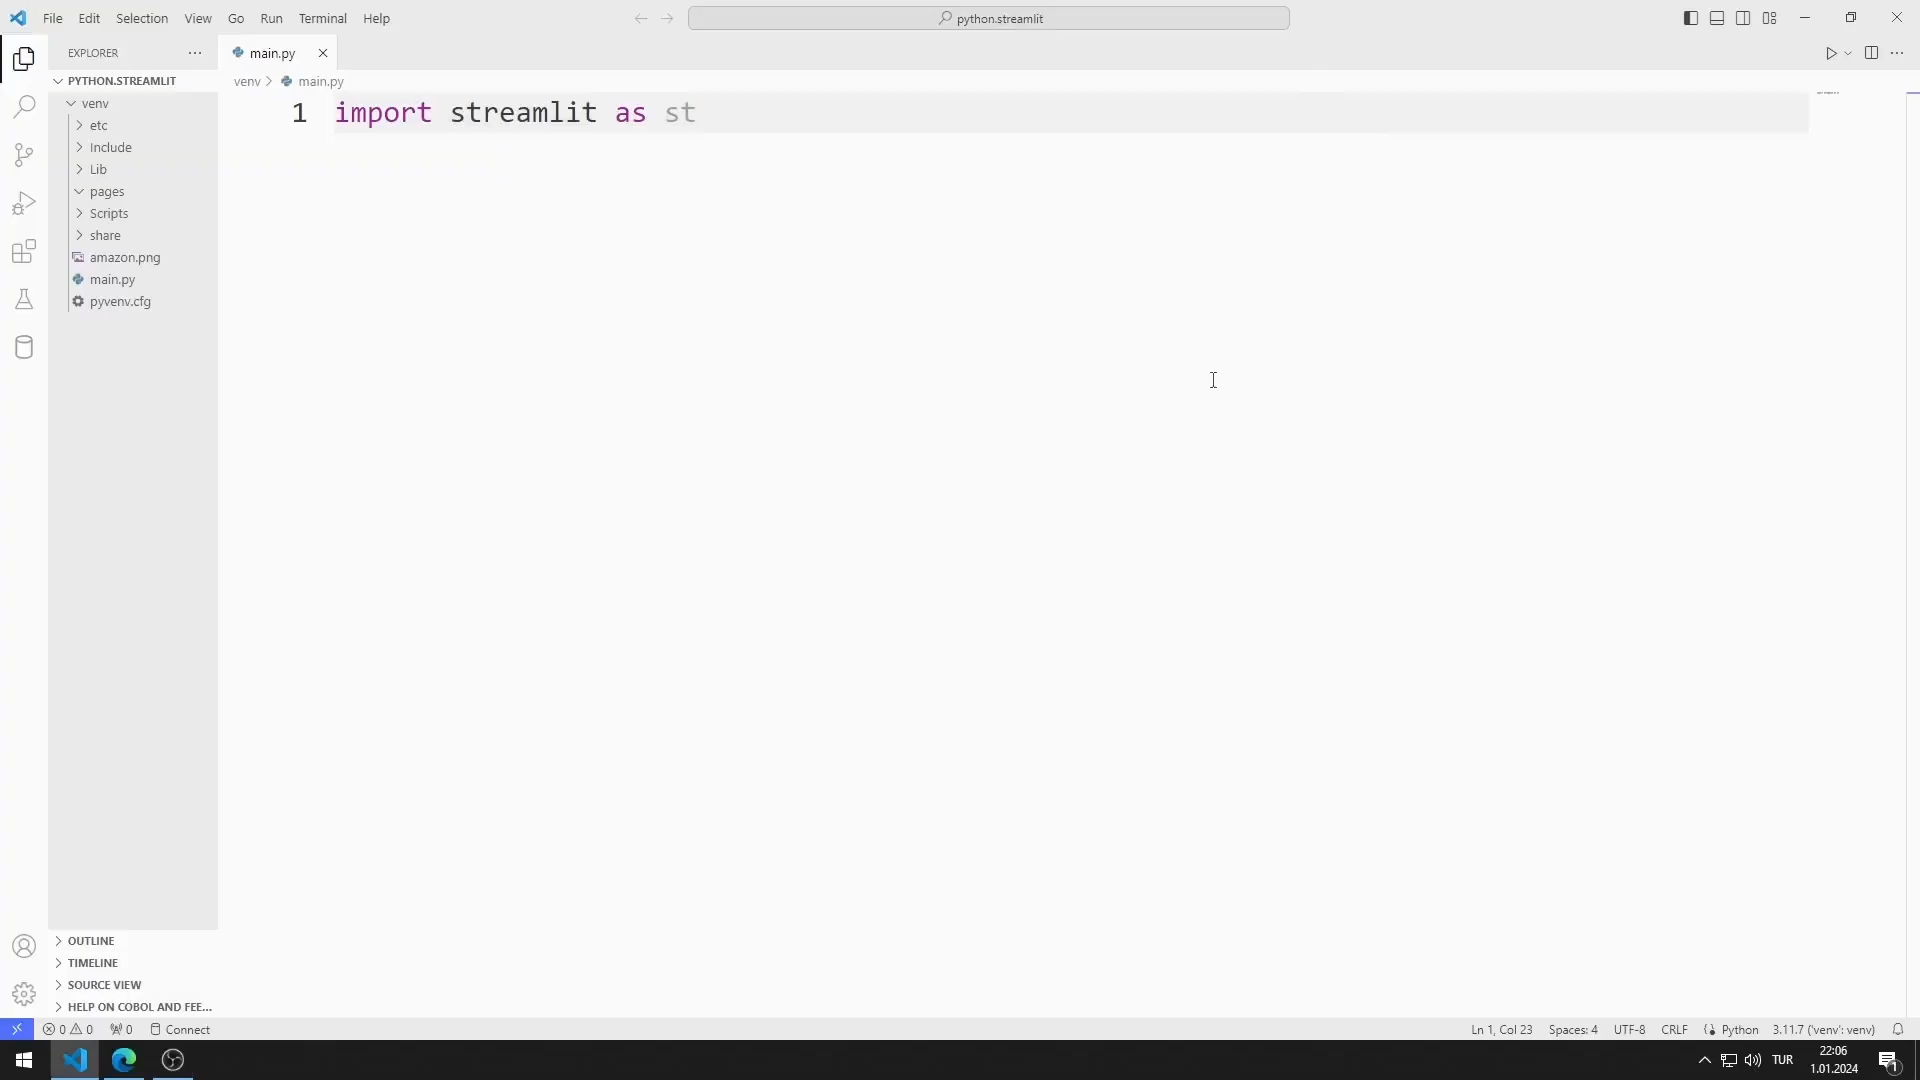 File Edit Selection View Go Run Terminal Help
python.streamlit
EXPLORER
main.py
PYTHON.STREAMLIT
venv > main.py
venv
etc
Include
Lib
pages
Scripts
share
amazon.png
main.py
pyvenv.cfg
1 import streamlit as st
OUTLINE
TIMELINE
SOURCE VIEW
HELP ON COBOL AND FEE...
0 0 0 Connect
Ln 1, Col 23 Spaces: 4 UTF-8 CRLF Python 3.11.7 ('venv': venv)
TUR
22:06
1.01.2024
1